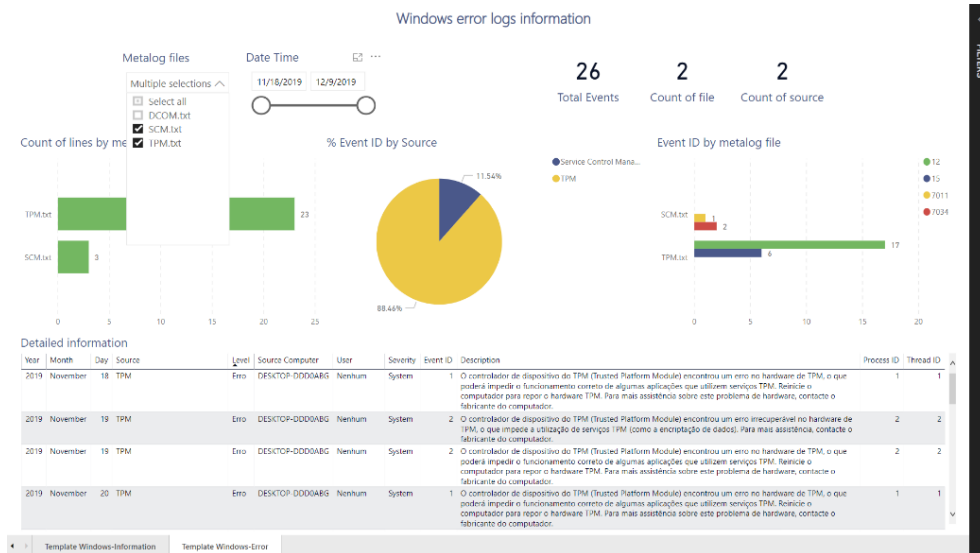 Windows error logs information
Metalog files
Date Time
11/18/2019 12/9/2019
Multiple selections
Select all
DCOM.txt
SCM.txt
TPM.txt
26
Total Events
2
Count of file
2
Count of source
Count of lines by me
TPM.txt
23
SCM.txt
3
0 5 10 15 20 25
% Event ID by Source
11.54%
88.46%
Service Control Mana...
TPM
Event ID by metalog file
12
15
7011
7034
SCM.txt
1
2
TPM.txt
17
6
0 5 10 15 20
Detailed information
Year Month Day Source Level Source Computer User Severity Event ID Description Process ID Thread ID
2019 November 18 TPM Erro DESKTOP-DDD0ABG Nenhum System 1 O controlador de dispositivo do TPM (Trusted Platform Module) encontrou um erro no hardware de TPM, o que 1 1
poderá impedir o funcionamento correto de algumas aplicações que utilizem serviços TPM. Reinicie o
computador para repor o hardware TPM. Para mais assistência sobre este problema de hardware, contacte o
fabricante do computador.
2019 November 19 TPM Erro DESKTOP-DDD0ABG Nenhum System 2 O controlador de dispositivo do TPM (Trusted Platform Module) encontrou um erro irrecuperável no hardware de 2 2
TPM, o que impede a utilização de serviços TPM (como a encriptação de dados). Para mais assistência, contacte o
fabricante do computador.
2019 November 19 TPM Erro DESKTOP-DDD0ABG Nenhum System 2 O controlador de dispositivo do TPM (Trusted Platform Module) encontrou um erro no hardware de TPM, o que 2 2
poderá impedir o funcionamento correto de algumas aplicações que utilizem serviços TPM. Reinicie o
computador para repor o hardware TPM. Para mais assistência sobre este problema de hardware, contacte o
fabricante do computador.
2019 November 20 TPM Erro DESKTOP-DDD0ABG Nenhum System 1 O controlador de dispositivo do TPM (Trusted Platform Module) encontrou um erro no hardware de TPM, o que 1 1
poderá impedir o funcionamento correto de algumas aplicações que utilizem serviços TPM. Reinicie o
computador para repor o hardware TPM. Para mais assistência sobre este problema de hardware, contacte o
fabricante do computador.
Template Windows-Information Template Windows-Error